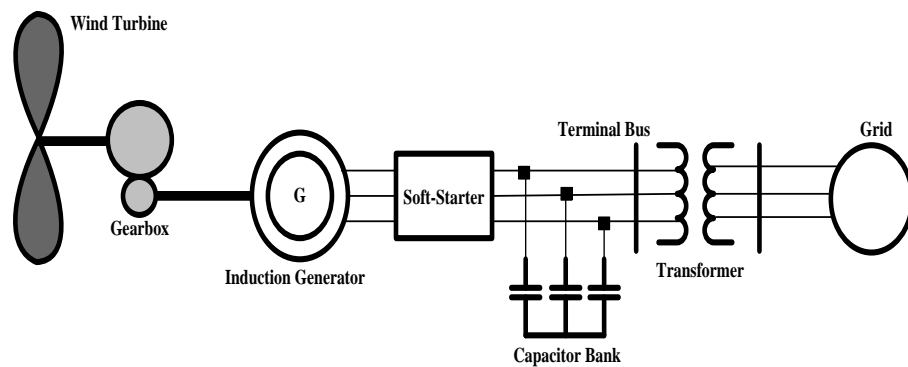 Wind Turbine
Terminal Bus
Grid
G
Soft-Starter
Gearbox
Induction Generator
Transformer
Capacitor Bank